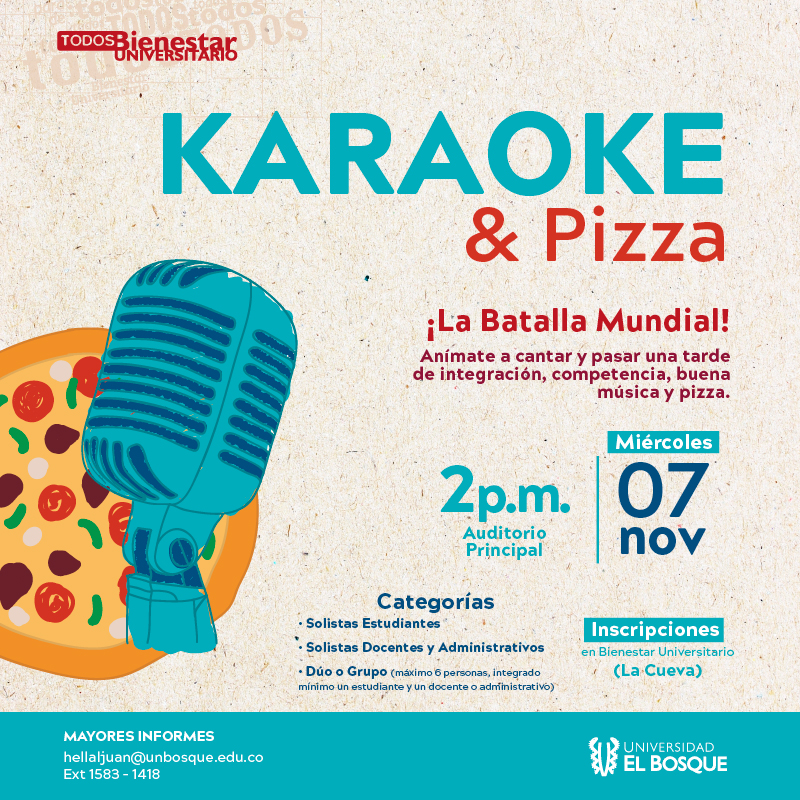 TODOS Bienestar
UNIVERSITARIO
KARAOKE
& Pizza
¡La Batalla Mundial!
Anímate a cantar y pasar una tarde
de integración, competencia, buena
música y pizza.
2p.m.
Auditorio
Principal
Miércoles
07
nov
Categorías
· Solistas Estudiantes
· Solistas Docentes y Administrativos
· Dúo o Grupo (máximo 6 personas, integrado
mínimo un estudiante y un docente o administrativo)
Inscripciones
en Bienestar Universitario
(La Cueva)
MAYORES INFORMES
hellaljuan@unbosque.edu.co
Ext 1583 - 1418
UNIVERSIDAD
EL BOSQUE